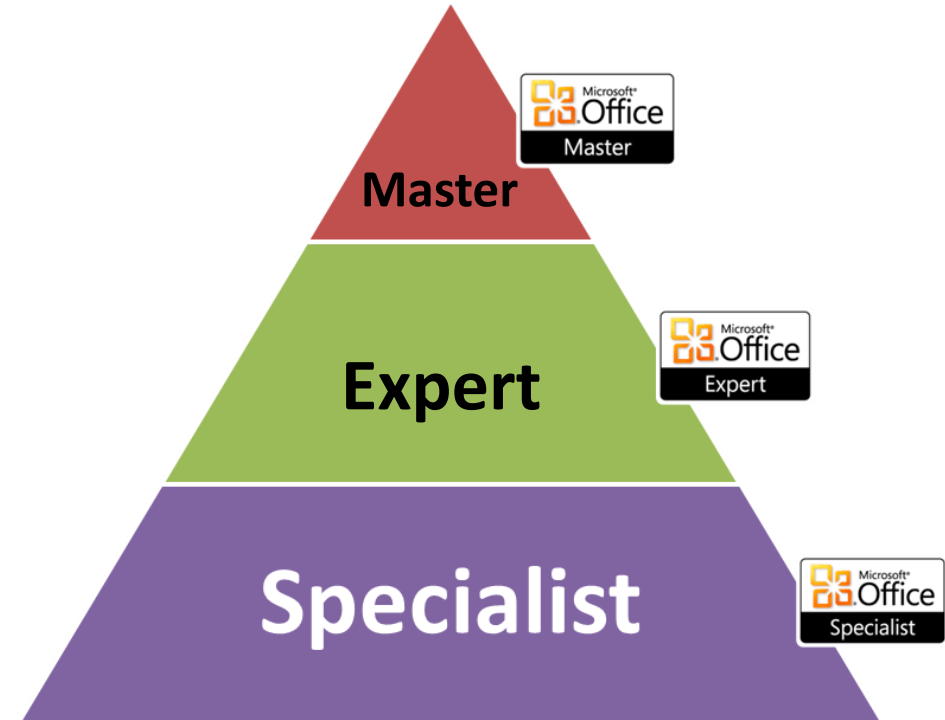 Microsoft®
Office
Master
Master
Microsoft®
Office
Expert
Expert
Microsoft®
Office
Specialist
Specialist